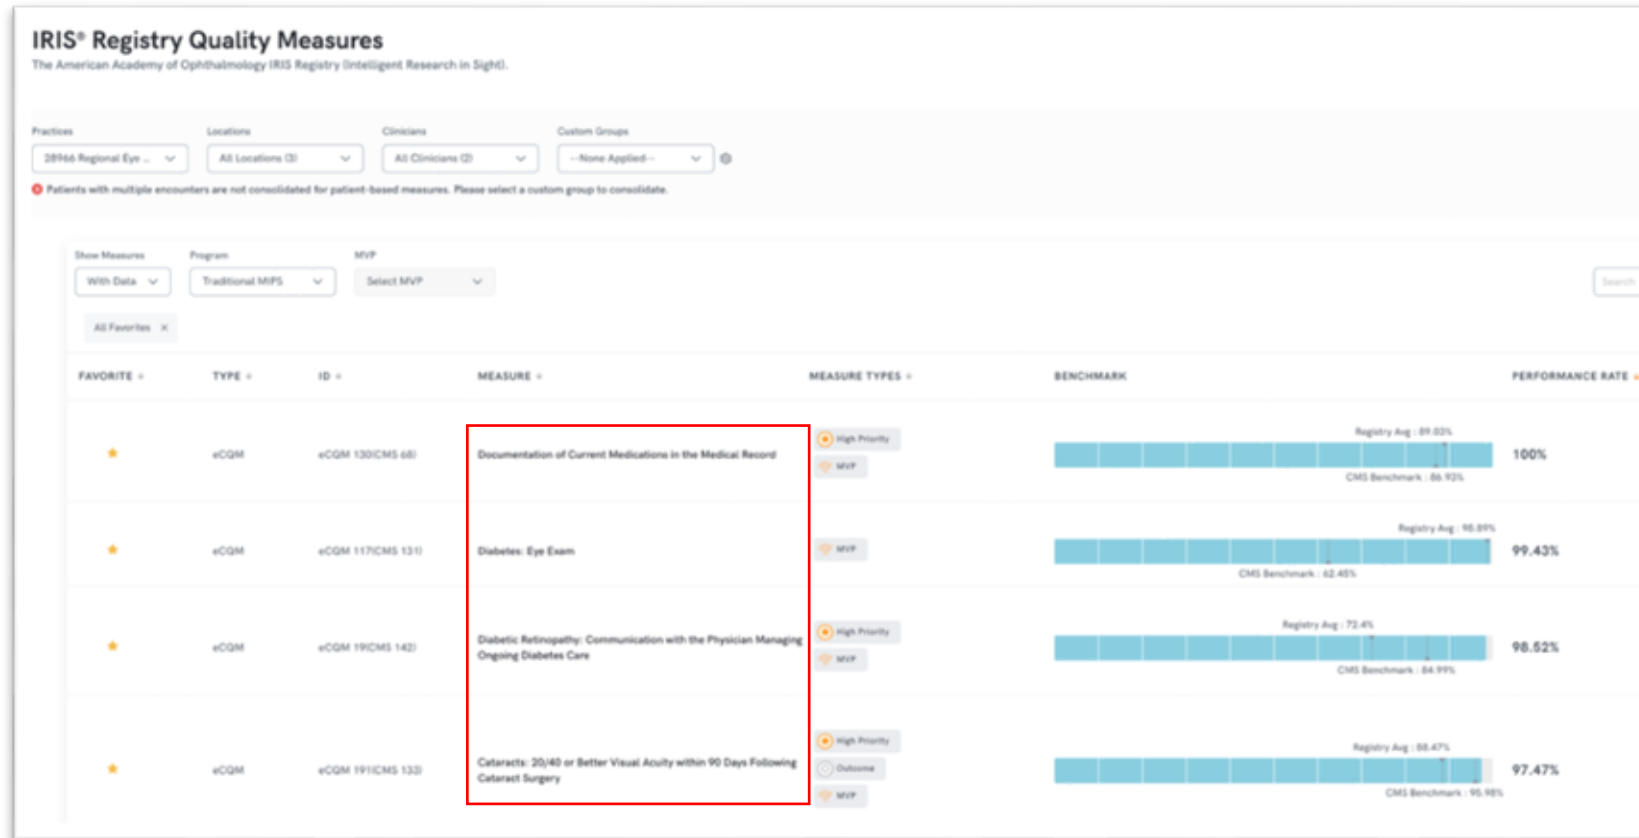 IRIS® Registry Quality Measures
The American Academy of Ophthalmology IRIS Registry (Intelligent Research in Sight).
Practices Locations Clinicians Custom Groups
28966 Regional Eye ... All Locations (3) All Clinicians (2) --None Applied--
Patients with multiple encounters are not consolidated for patient-based measures. Please select a custom group to consolidate.
Show Measures Program MVP
With Data Traditional MIPS Select MVP Search
All Favorites ×
FAVORITE TYPE ID MEASURE MEASURE TYPES BENCHMARK PERFORMANCE RATE
Registry Avg : 89.03%
High Priority
eCQM eCQM 130(CMS 68) Documentation of Current Medications in the Medical Record 100%
MVP
CMS Benchmark : 86.93%
Registry Avg : 98.89%
eCQM eCQM 117(CMS 131) Diabetes: Eye Exam MVP 99.43%
CMS Benchmark : 62.45%
Registry Avg : 72.4%
High Priority
Diabetic Retinopathy: Communication with the Physician Managing
eCQM eCQM 19(CMS 142) 98.52%
Ongoing Diabetes Care
MVP
CMS Benchmark : 84.99%
High Priority
Registry Avg : 88.47%
Cataracts: 20/40 or Better Visual Acuity within 90 Days Following
eCQM eCQM 191(CMS 133) Outcome 97.47%
Cataract Surgery
MVP
CMS Benchmark : 95.98%